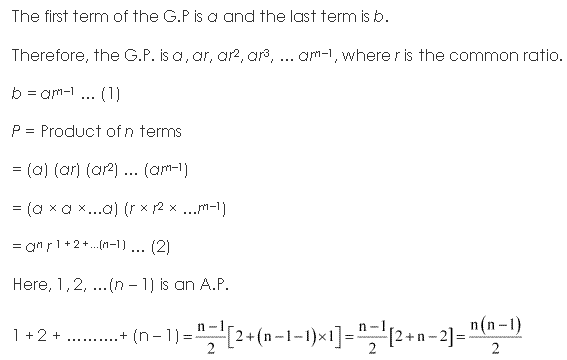 The first term of the G.P is a and the last term is b.
Therefore, the G.P. is a, ar, ar², ar³, ... arⁿ⁻¹, where r is the common ratio.
b = arⁿ⁻¹ ... (1)
P = Product of n terms
= (a) (ar) (ar²) ... (arⁿ⁻¹)
= (a × a ×...a) (r × r² × ...rⁿ⁻¹)
= aⁿ r ¹⁺²⁺···⁽ⁿ⁻¹⁾ ... (2)
Here, 1, 2, ...(n – 1) is an A.P.
1 + 2 + ..........+ (n – 1) = (n−1)/2 [2+(n−1−1)×1] = (n−1)/2 [2+n−2] = n(n−1)/2